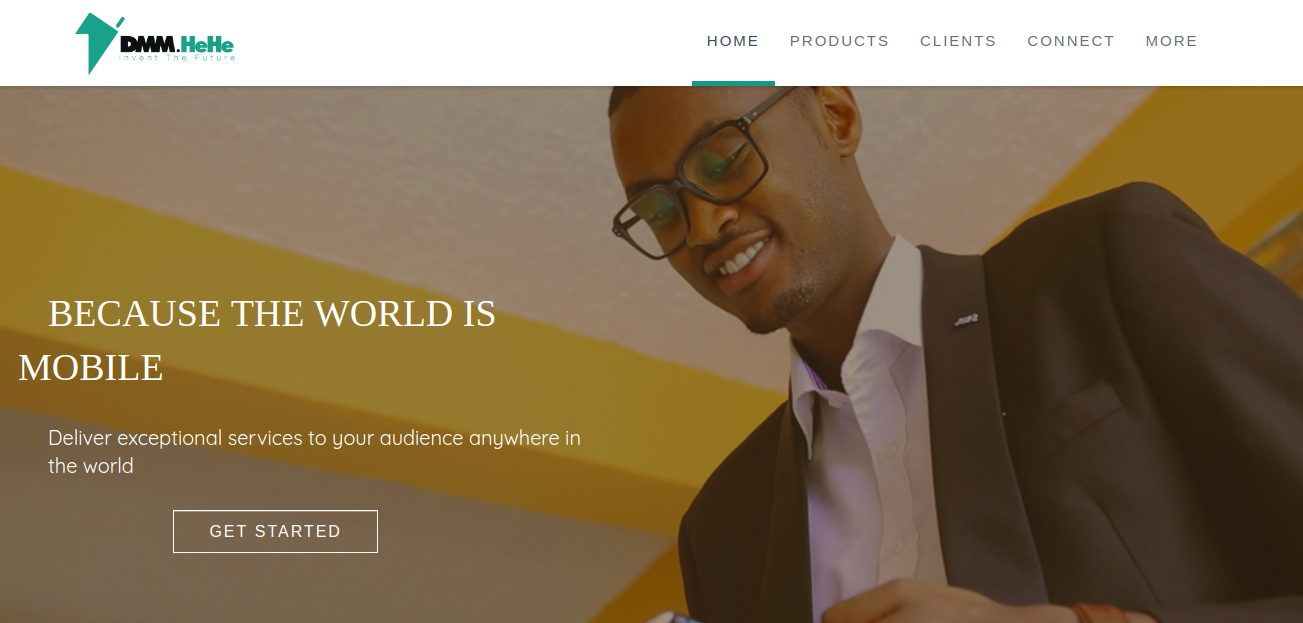 DMM.HeHe
Invent The Future
HOME PRODUCTS CLIENTS CONNECT MORE
BECAUSE THE WORLD IS
MOBILE
Deliver exceptional services to your audience anywhere in
the world
GET STARTED